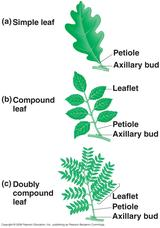 (a) Simple leaf
Petiole
Axillary bud
(b) Compound
leaf
Leaflet
Petiole
Axillary bud
(c) Doubly
compound
leaf
Leaflet
Petiole
Axillary bud